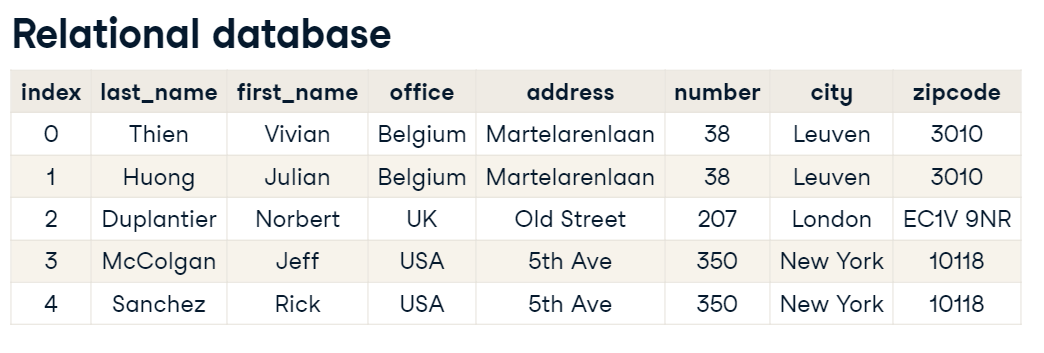 Relational database
index last_name first_name office address number city zipcode
0 Thien Vivian Belgium Martelarenlaan 38 Leuven 3010
1 Huong Julian Belgium Martelarenlaan 38 Leuven 3010
2 Duplantier Norbert UK Old Street 207 London EC1V 9NR
3 McColgan Jeff USA 5th Ave 350 New York 10118
4 Sanchez Rick USA 5th Ave 350 New York 10118